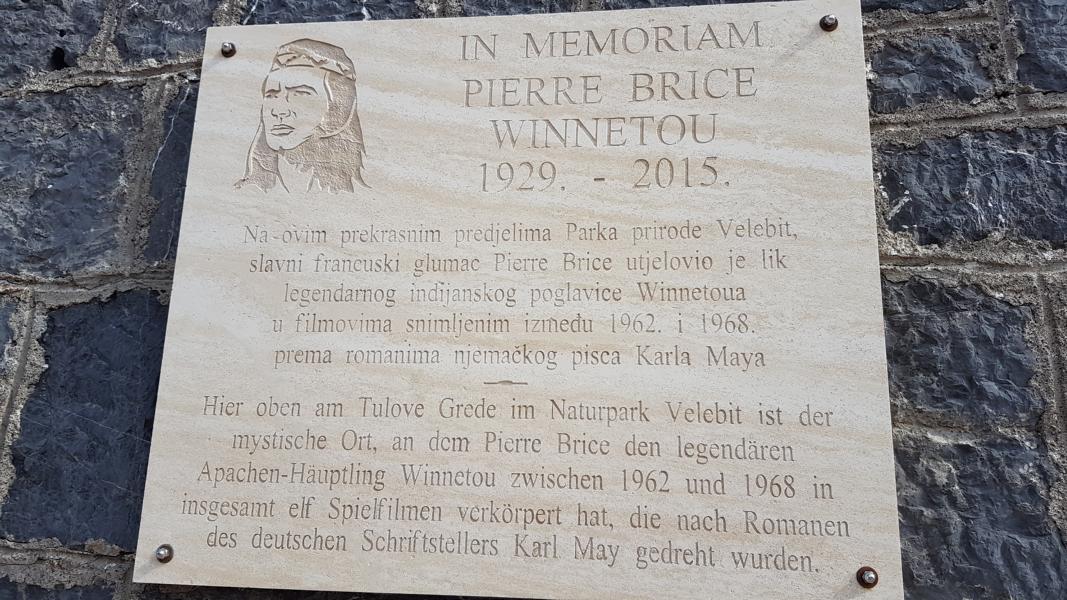 IN MEMORIAM
PIERRE BRICE
WINNETOU
1929. - 2015.
Na ovim prekrasnim predjelima Parka prirode Velebit,
slavni francuski glumac Pierre Brice utjelovio je lik
legendarnog indijanskog poglavice Winnetoua
u filmovima snimljenim između 1962. i 1968.
prema romanima njemačkog pisca Karla Maya
Hier oben am Tulove Grede im Naturpark Velebit ist der
mystische Ort, an dem Pierre Brice den legendären
Apachen-Häuptling Winnetou zwischen 1962 und 1968 in
insgesamt elf Spielfilmen verkörpert hat, die nach Romanen
des deutschen Schriftstellers Karl May gedreht wurden.